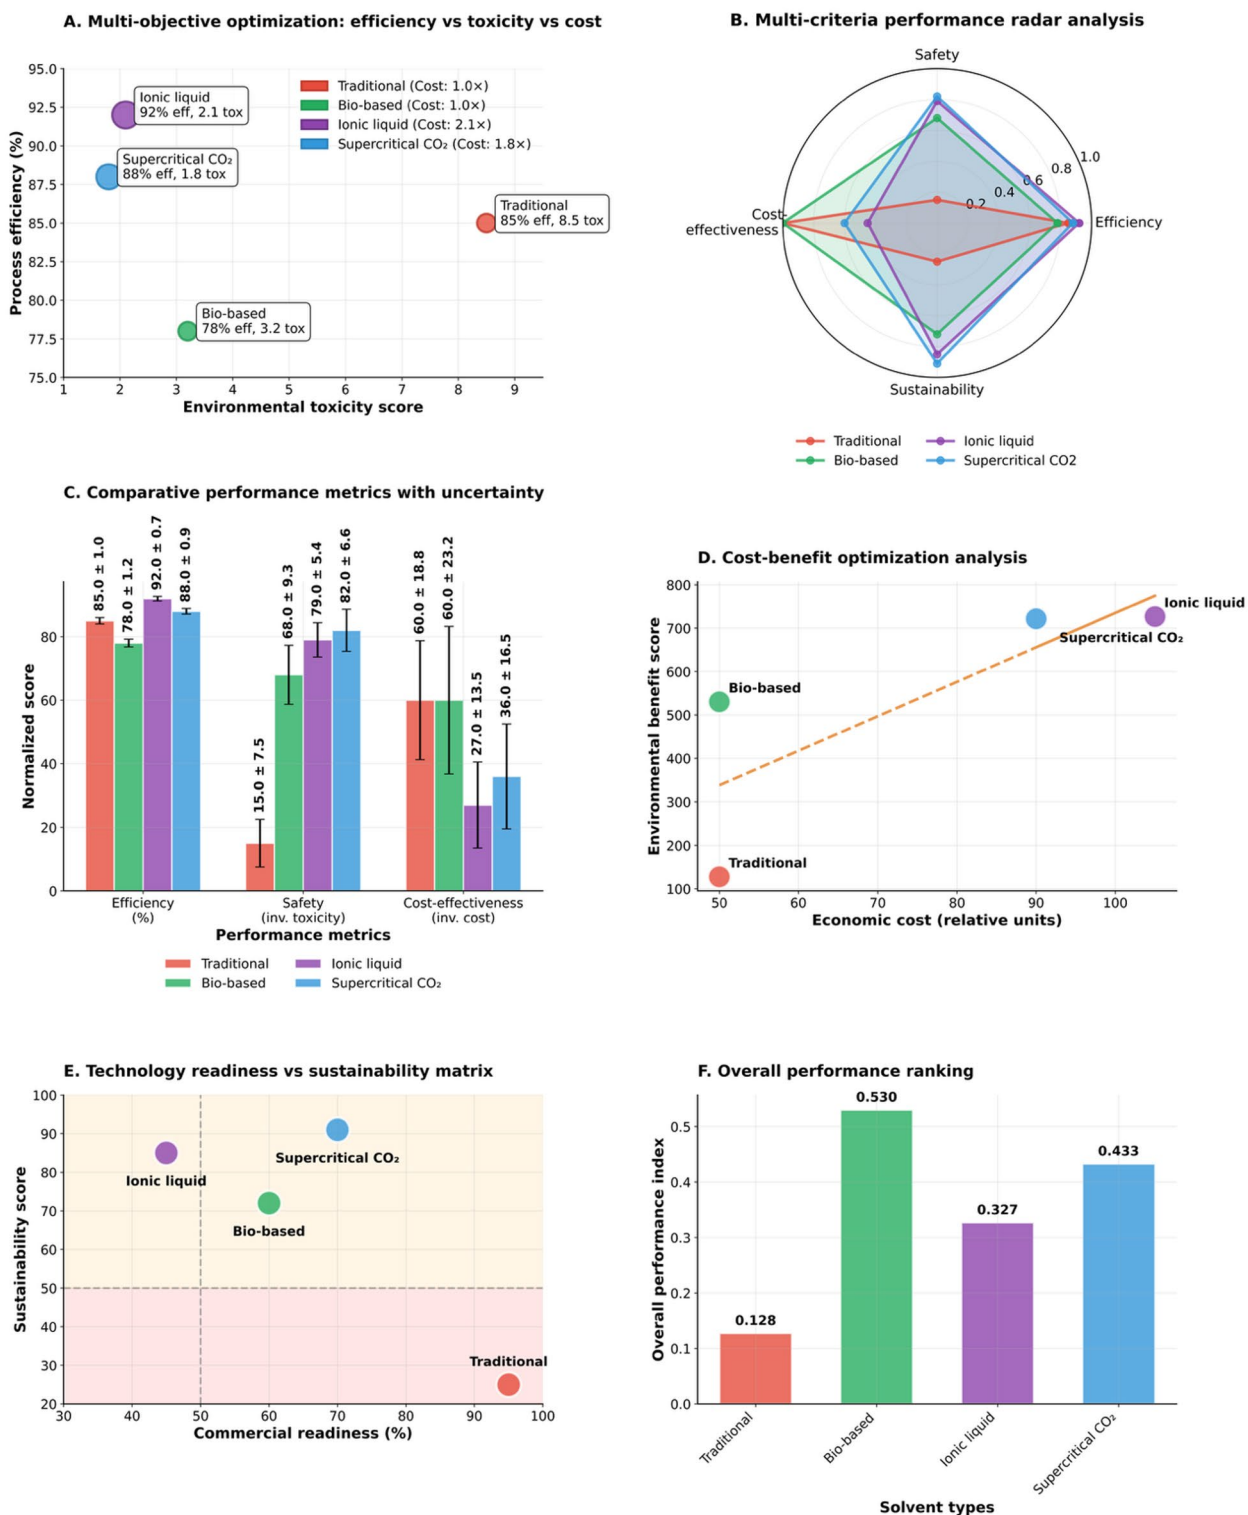 A. Multi-objective optimization: efficiency vs toxicity vs cost
Process efficiency (%)
95.0
92.5
90.0
87.5
85.0
82.5
80.0
77.5
75.0
Ionic liquid
92% eff, 2.1 tox
Supercritical CO₂
88% eff, 1.8 tox
Traditional
85% eff, 8.5 tox
Bio-based
78% eff, 3.2 tox
Traditional (Cost: 1.0×)
Bio-based (Cost: 1.0×)
Ionic liquid (Cost: 2.1×)
Supercritical CO₂ (Cost: 1.8×)
1 2 3 4 5 6 7 8 9
Environmental toxicity score
B. Multi-criteria performance radar analysis
Safety
1.0
0.8
0.6
0.4
0.2
Cost-
effectiveness
Efficiency
Sustainability
Traditional
Bio-based
Ionic liquid
Supercritical CO2
C. Comparative performance metrics with uncertainty
Normalized score
80
60
40
20
0
85.0 ± 1.0
78.0 ± 1.2
92.0 ± 0.7
88.0 ± 0.9
15.0 ± 7.5
68.0 ± 9.3
79.0 ± 5.4
82.0 ± 6.6
60.0 ± 18.8
60.0 ± 23.2
27.0 ± 13.5
36.0 ± 16.5
Efficiency
(%)
Safety
(inv. toxicity)
Cost-effectiveness
(inv. cost)
Performance metrics
Traditional
Bio-based
Ionic liquid
Supercritical CO₂
D. Cost-benefit optimization analysis
Environmental benefit score
800
700
600
500
400
300
200
100
Ionic liquid
Supercritical CO₂
Bio-based
Traditional
50 60 70 80 90 100
Economic cost (relative units)
E. Technology readiness vs sustainability matrix
Sustainability score
100
90
80
70
60
50
40
30
20
Supercritical CO₂
Ionic liquid
Bio-based
Traditional
30 40 50 60 70 80 90 100
Commercial readiness (%)
F. Overall performance ranking
Overall performance index
0.5
0.4
0.3
0.2
0.1
0.0
0.128
0.530
0.327
0.433
Traditional
Bio-based
Ionic liquid
Supercritical CO₂
Solvent types